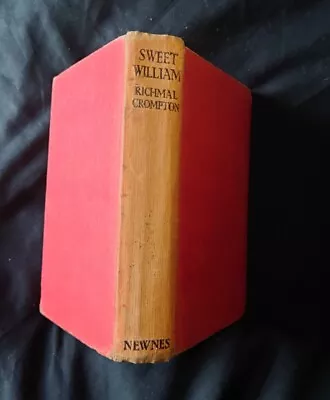 SWEET
WILLIAM
RICHMAL
CROMPTON
NEWNES